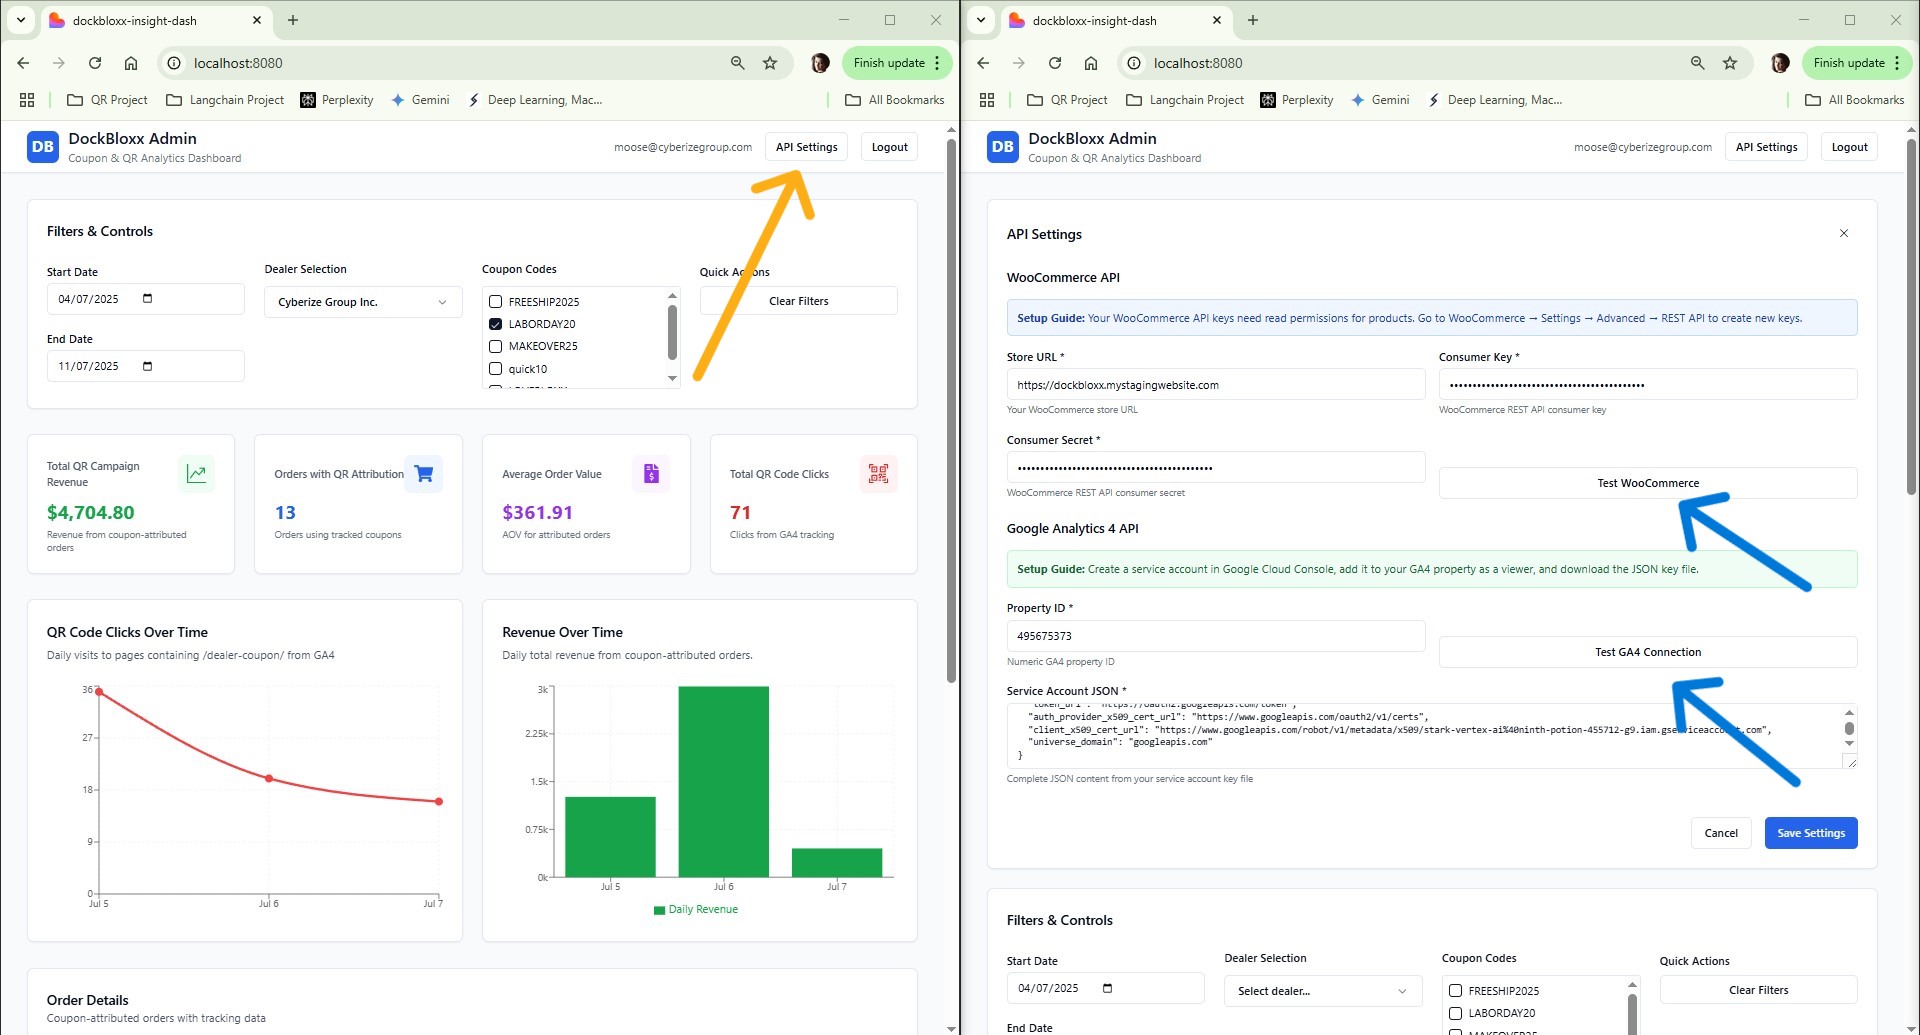 dockbloxx-insight-dash
localhost:8080
Finish update
QR Project
Langchain Project
Perplexity
Gemini
Deep Learning, Mac...
All Bookmarks
DB
DockBloxx Admin
Coupon & QR Analytics Dashboard
moose@cyberizegroup.com
API Settings
Logout
Filters & Controls
Start Date
04/07/2025
End Date
11/07/2025
Dealer Selection
Cyberize Group Inc.
Coupon Codes
FREESHIP2025
LABORDAY20
MAKEOVER25
quick10
Quick Actions
Clear Filters
Total QR Campaign
Revenue
$4,704.80
Revenue from coupon-attributed
orders
Orders with QR Attribution
13
Orders using tracked coupons
Average Order Value
$361.91
AOV for attributed orders
Total QR Code Clicks
71
Clicks from GA4 tracking
QR Code Clicks Over Time
Daily visits to pages containing /dealer-coupon/ from GA4
36
27
18
9
0
Jul 5
Jul 6
Jul 7
Revenue Over Time
Daily total revenue from coupon-attributed orders.
3k
2.25k
1.5k
0.75k
0k
Jul 5
Jul 6
Jul 7
Daily Revenue
Order Details
Coupon-attributed orders with tracking data
dockbloxx-insight-dash
localhost:8080
Finish update
QR Project
Langchain Project
Perplexity
Gemini
Deep Learning, Mac...
All Bookmarks
DB
DockBloxx Admin
Coupon & QR Analytics Dashboard
moose@cyberizegroup.com
API Settings
Logout
API Settings
WooCommerce API
Setup Guide: Your WooCommerce API keys need read permissions for products. Go to WooCommerce → Settings → Advanced → REST API to create new keys.
Store URL *
https://dockbloxx.mystagingwebsite.com
Your WooCommerce store URL
Consumer Key *
WooCommerce REST API consumer key
Consumer Secret *
WooCommerce REST API consumer secret
Test WooCommerce
Google Analytics 4 API
Setup Guide: Create a service account in Google Cloud Console, add it to your GA4 property as a viewer, and download the JSON key file.
Property ID *
495675373
Numeric GA4 property ID
Test GA4 Connection
Service Account JSON *
"token_uri": "https://oauth2.googleapis.com/token",
"auth_provider_x509_cert_url": "https://www.googleapis.com/oauth2/v1/certs",
"client_x509_cert_url": "https://www.googleapis.com/robot/v1/metadata/x509/stark-vertex-ai%40ninth-potion-455712-g9.iam.gserviceaccount.com",
"universe_domain": "googleapis.com"
}
Complete JSON content from your service account key file
Cancel
Save Settings
Filters & Controls
Start Date
04/07/2025
End Date
Dealer Selection
Select dealer...
Coupon Codes
FREESHIP2025
LABORDAY20
MAKEOVER25
Quick Actions
Clear Filters